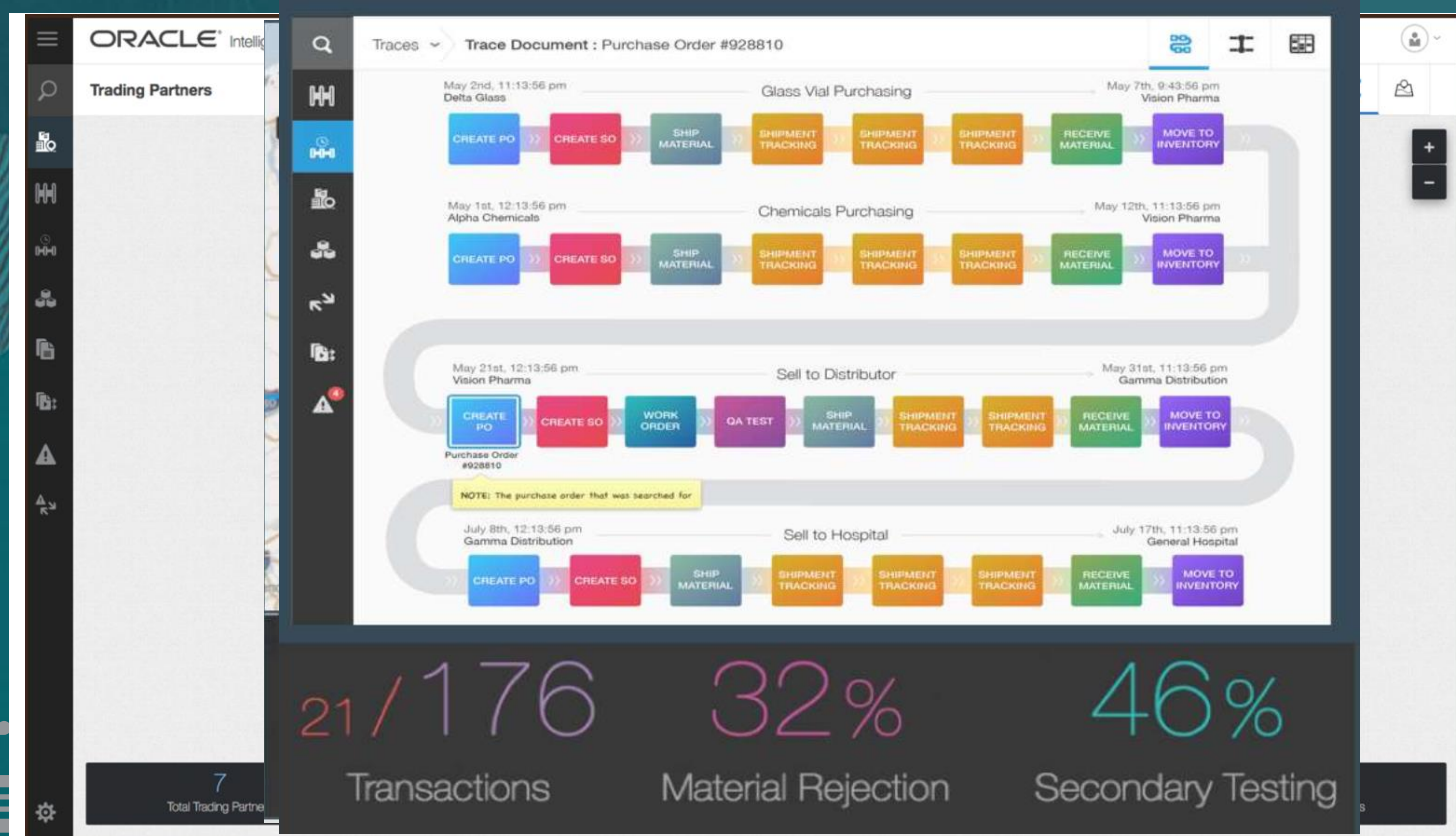 ORACLE Intellig
Trading Partners
Traces
Trace Document : Purchase Order #928810
May 2nd, 11:13:56 pm
Delta Glass
Glass Vial Purchasing
May 7th, 9:43:56 pm
Vision Pharma
CREATE PO
CREATE SO
SHIP
MATERIAL
SHIPMENT
TRACKING
SHIPMENT
TRACKING
SHIPMENT
TRACKING
RECEIVE
MATERIAL
MOVE TO
INVENTORY
May 1st, 12:13:56 pm
Alpha Chemicals
Chemicals Purchasing
May 12th, 11:13:56 pm
Vision Pharma
CREATE PO
CREATE SO
SHIP
MATERIAL
SHIPMENT
TRACKING
SHIPMENT
TRACKING
SHIPMENT
TRACKING
RECEIVE
MATERIAL
MOVE TO
INVENTORY
4
May 21st, 12:13:56 pm
Vision Pharma
Sell to Distributor
May 31st, 11:13:56 pm
Gamma Distribution
CREATE
PO
CREATE SO
WORK
ORDER
QA TEST
SHIP
MATERIAL
SHIPMENT
TRACKING
SHIPMENT
TRACKING
RECEIVE
MATERIAL
MOVE TO
INVENTORY
Purchase Order
#928810
NOTE: The purchase order that was searched for
July 8th, 12:13:56 pm
Gamma Distribution
Sell to Hospital
July 17th, 11:13:56 pm
General Hospital
CREATE PO
CREATE SO
SHIP
MATERIAL
SHIPMENT
TRACKING
SHIPMENT
TRACKING
SHIPMENT
TRACKING
RECEIVE
MATERIAL
MOVE TO
INVENTORY
21/176
Transactions
32%
Material Rejection
46%
Secondary Testing
7
Total Trading Partne
s